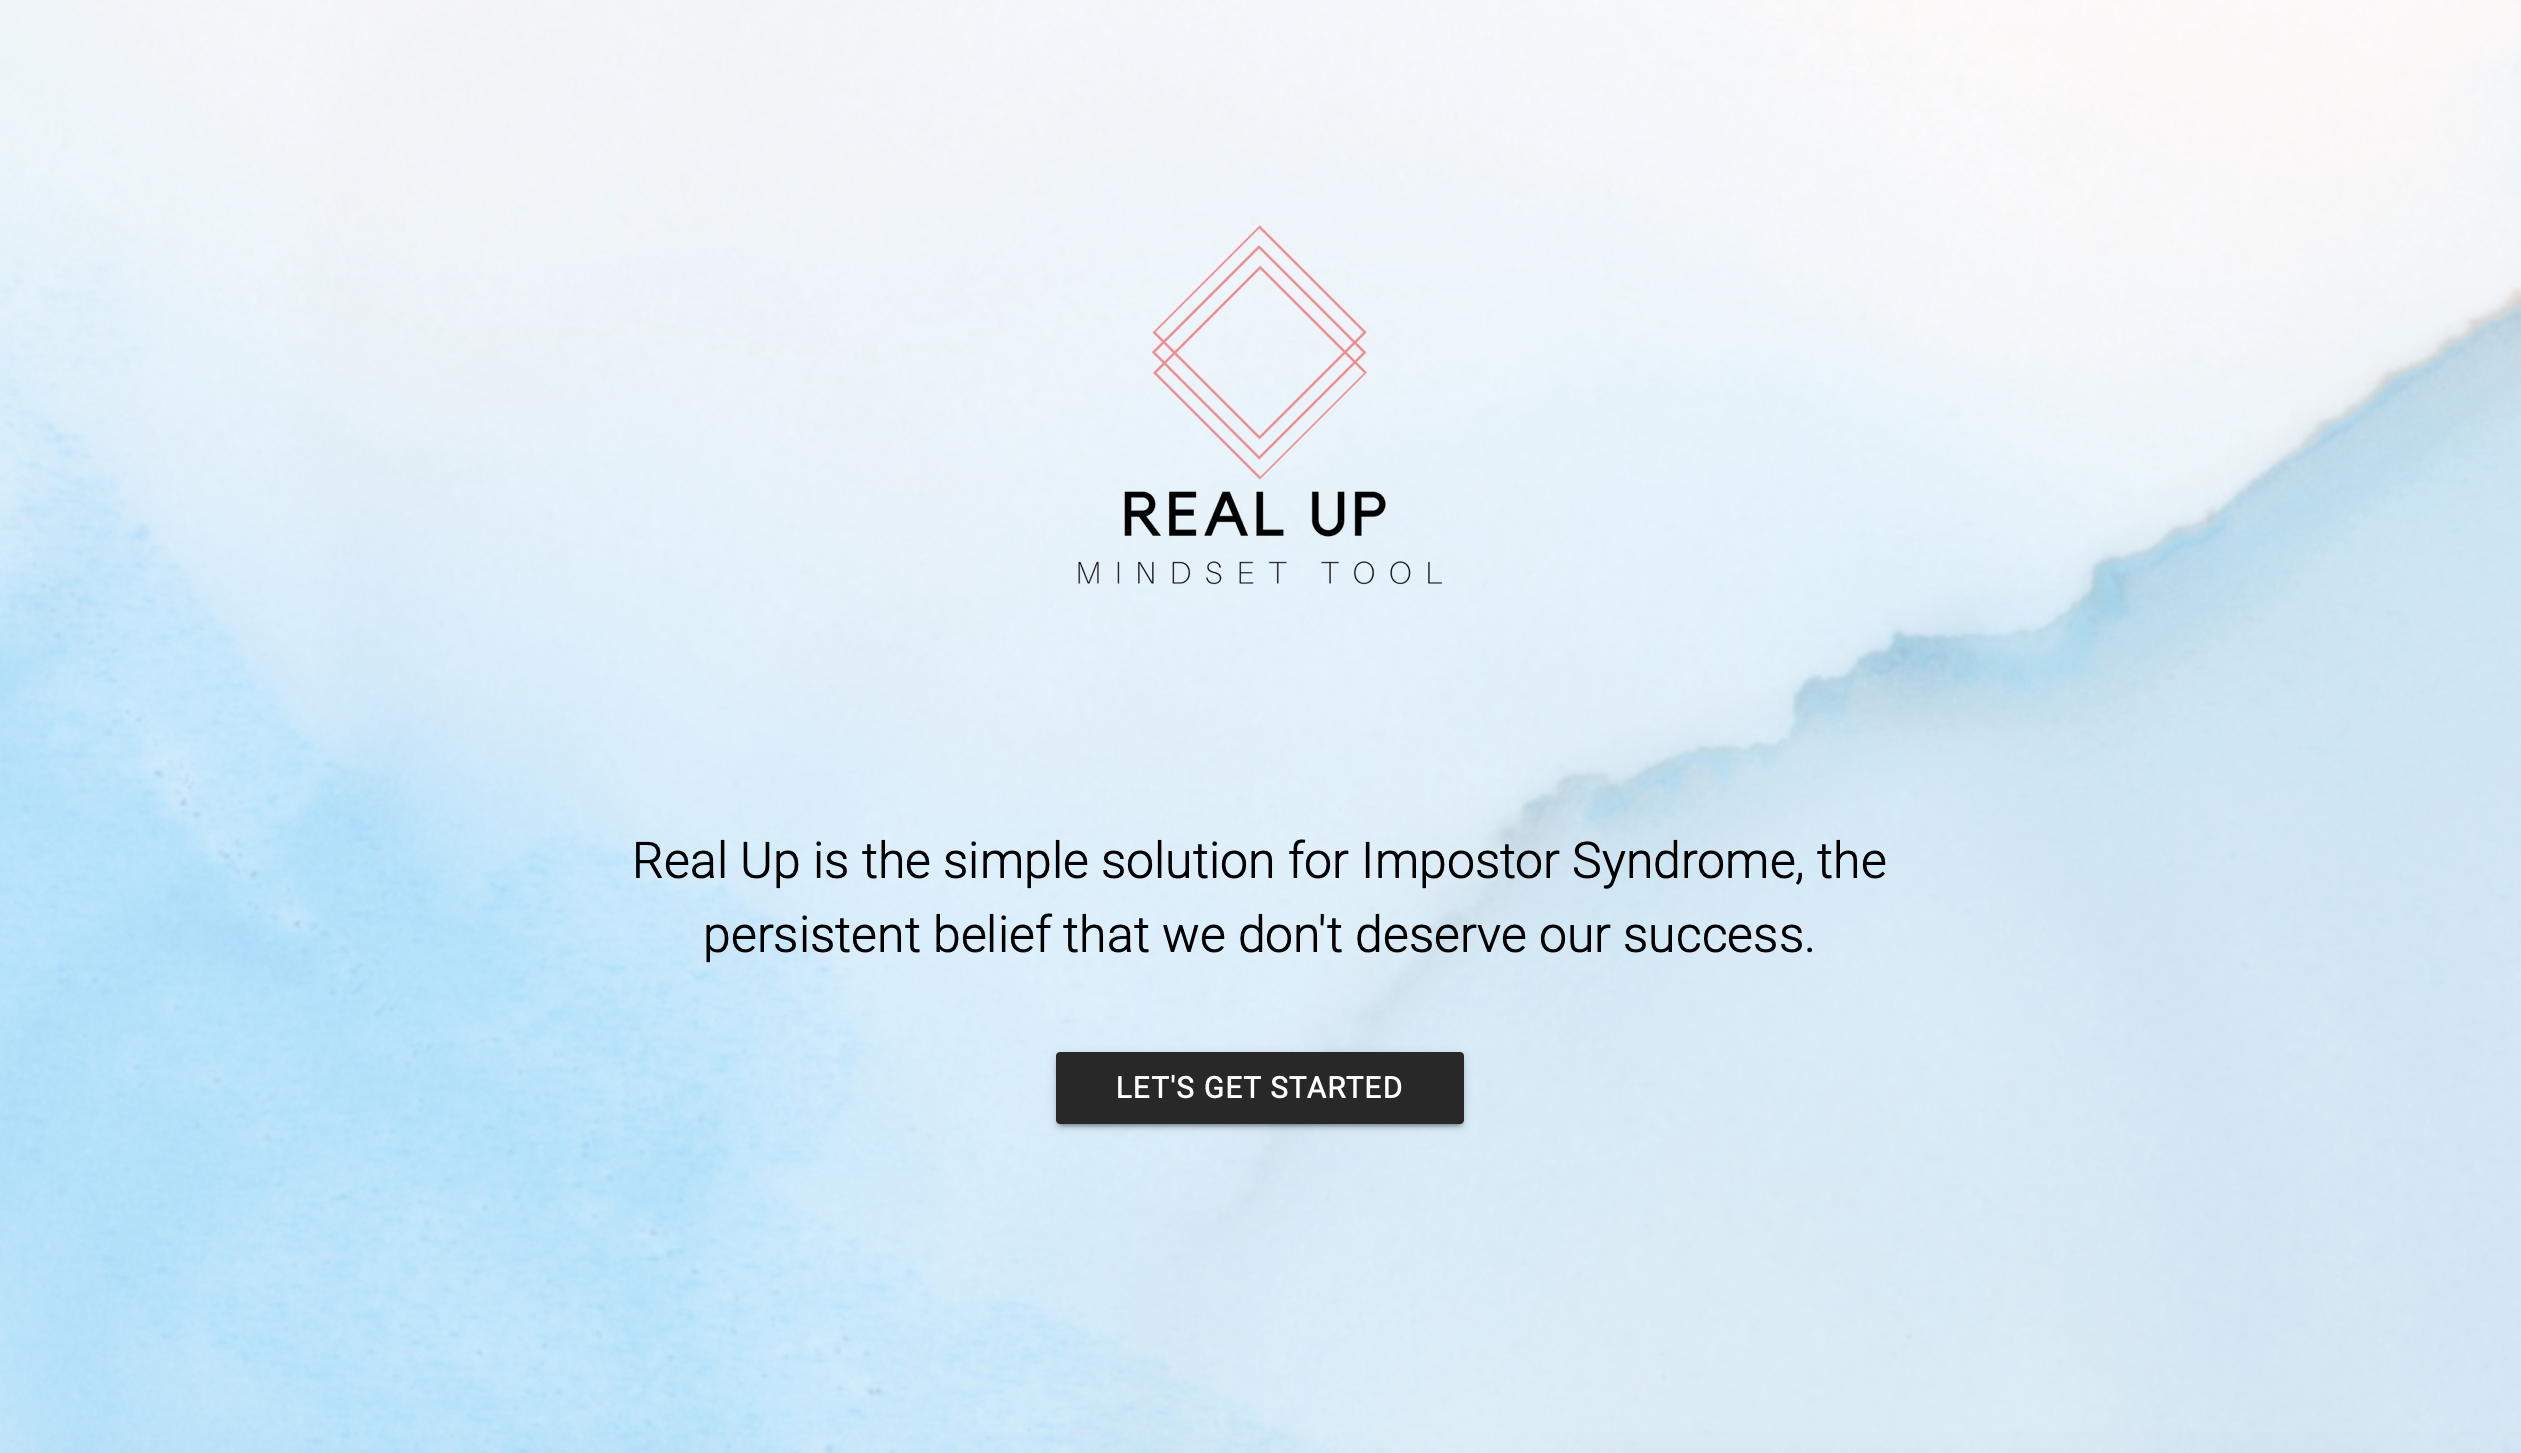 REAL UP
MINDSET TOOL
Real Up is the simple solution for Impostor Syndrome, the
persistent belief that we don't deserve our success.
LET'S GET STARTED